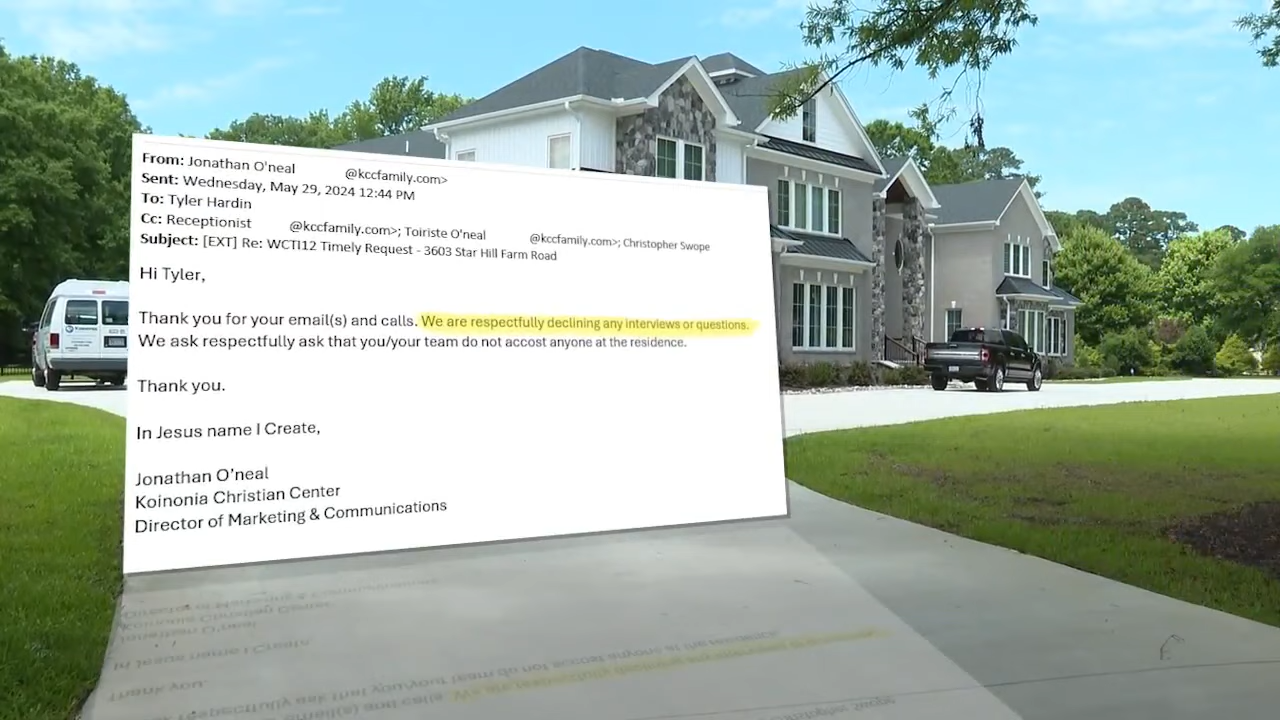 From: Jonathan O'neal @kccfamily.com>
Sent: Wednesday, May 29, 2024 12:44 PM
To: Tyler Hardin
Cc: Receptionist @kccfamily.com>; Toiriste O'neal @kccfamily.com>; Christopher Swope
Subject: [EXT] Re: WCTI12 Timely Request - 3603 Star Hill Farm Road
Hi Tyler,
Thank you for your email(s) and calls. We are respectfully declining any interviews or questions.
We ask respectfully ask that you/your team do not accost anyone at the residence.
Thank you.
In Jesus name I Create,
Jonathan O'neal
Koinonia Christian Center
Director of Marketing & Communications